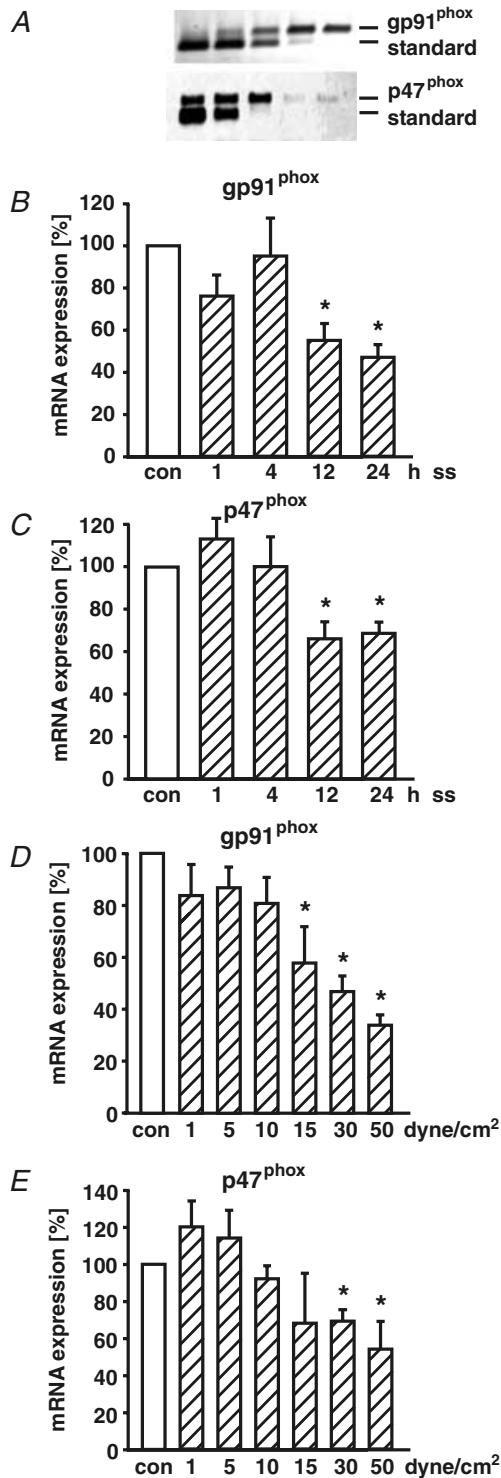 A
gp91phox
standard
p47phox
standard
B
gp91phox
mRNA expression [%]
120
100
80
60
40
20
0
* *
con 1 4 12 24 h ss
C
p47phox
mRNA expression [%]
120
100
80
60
40
20
0
* *
con 1 4 12 24 h ss
D
gp91phox
mRNA expression [%]
100
80
60
40
20
0
* * *
con 1 5 10 15 30 50 dyne/cm²
E
p47phox
mRNA expression [%]
140
120
100
80
60
40
20
0
* *
con 1 5 10 15 30 50 dyne/cm²